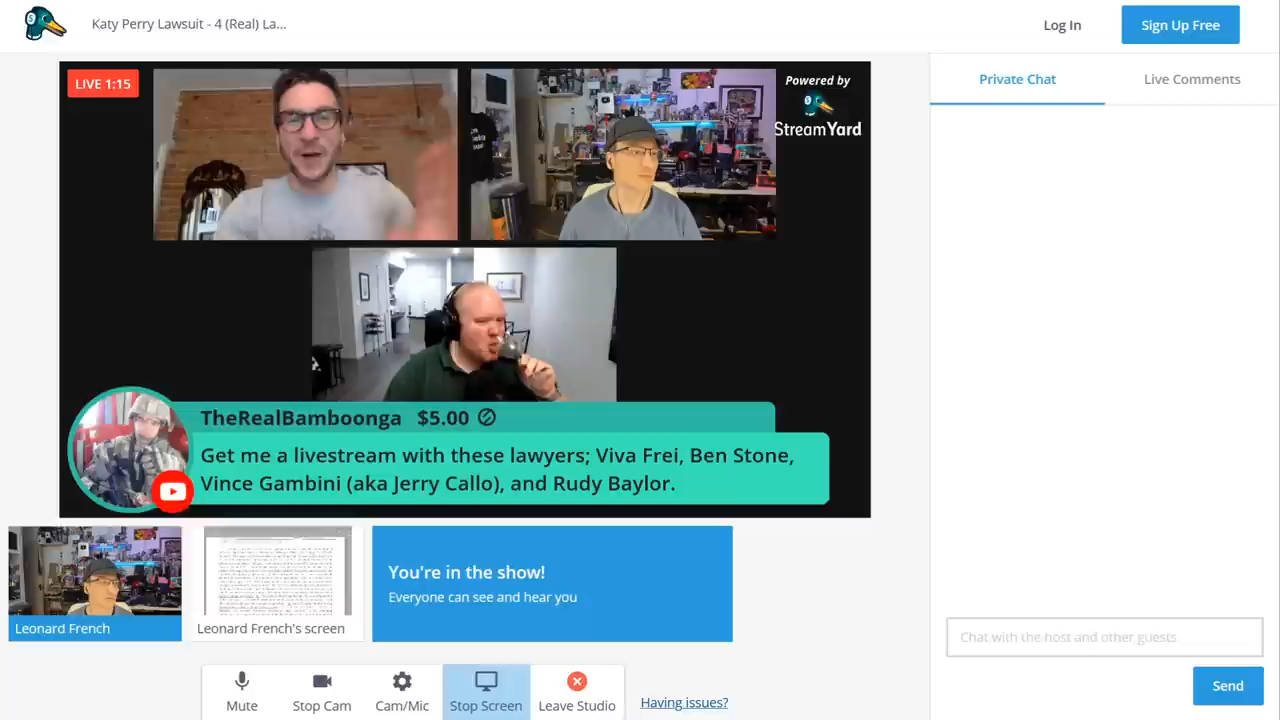 Katy Perry Lawsuit - 4 (Real) La...
Log In
Sign Up Free
LIVE 1:15
Powered by
StreamYard
Private Chat
Live Comments
TheRealBamboonga $5.00
Get me a livestream with these lawyers; Viva Frei, Ben Stone,
Vince Gambini (aka Jerry Callo), and Rudy Baylor.
You're in the show!
Everyone can see and hear you
Leonard French
Leonard French's screen
Chat with the host and other guests.
Send
Mute
Stop Cam
Cam/Mic
Stop Screen
Leave Studio
Having issues?